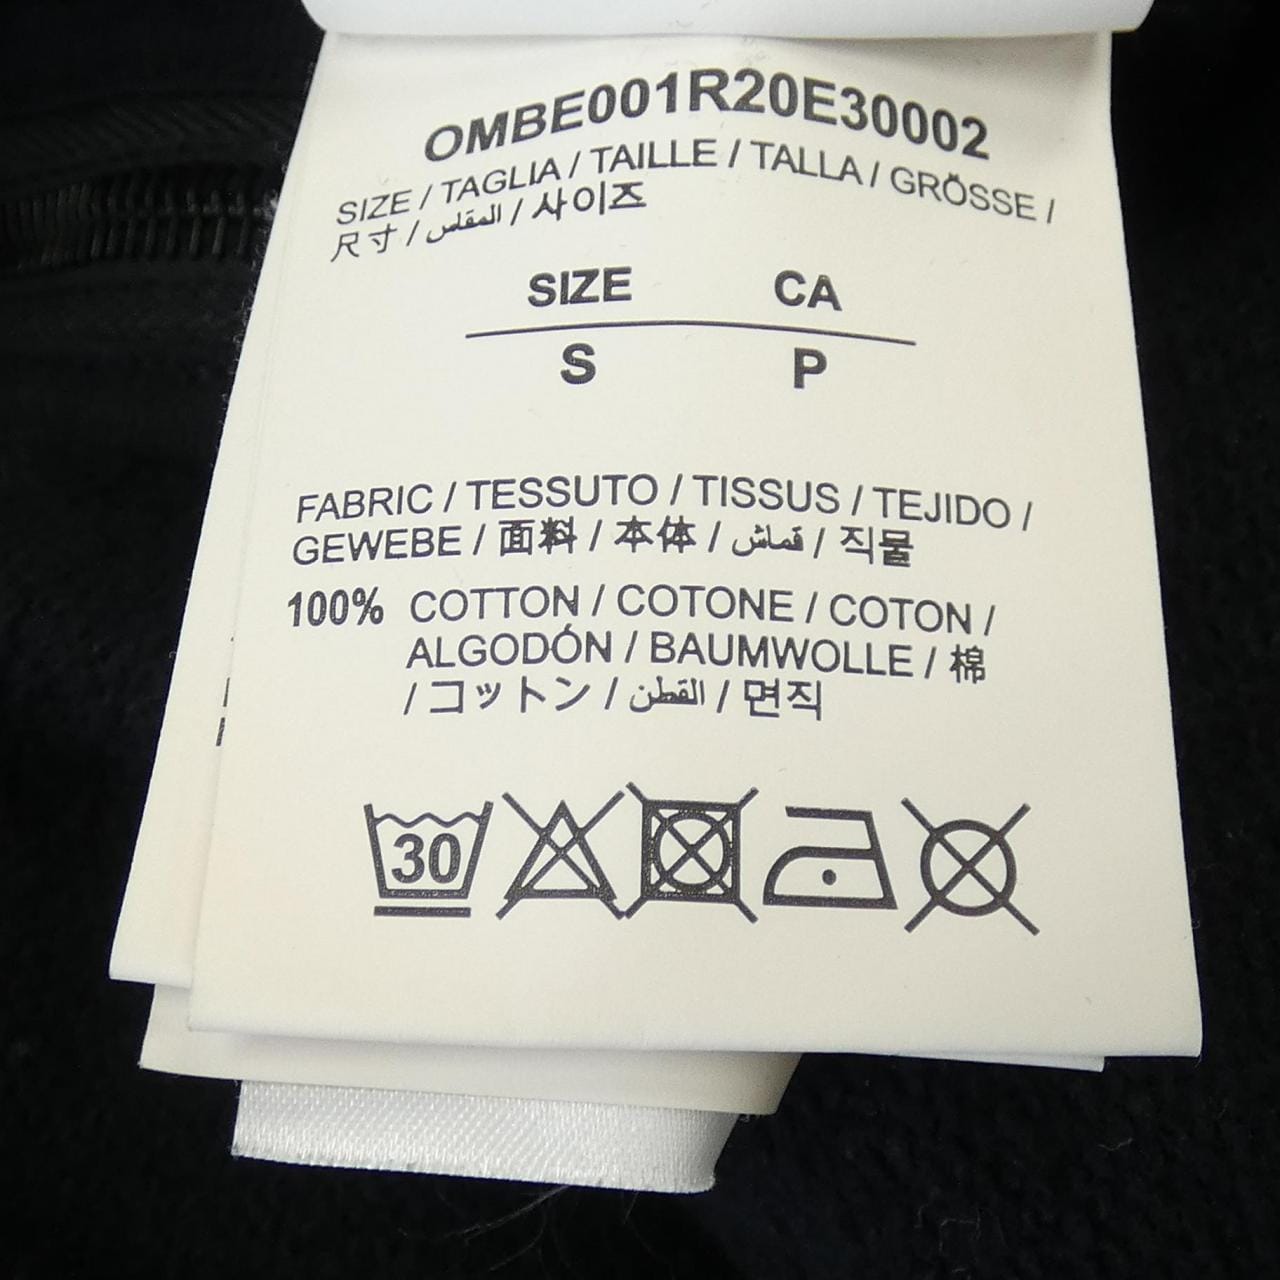 OMBE001R20E30002
SIZE / TAGLIA / TAILLE / TALLA / GRÖSSE /
尺寸 / المقاس / 사이즈
SIZE CA
S P
FABRIC / TESSUTO / TISSUS / TEJIDO /
GEWEBE / 面料 / 本体 / قماش / 직물
100% COTTON / COTONE / COTON /
ALGODÓN / BAUMWOLLE / 棉
/ コットン / القطن / 면직
30